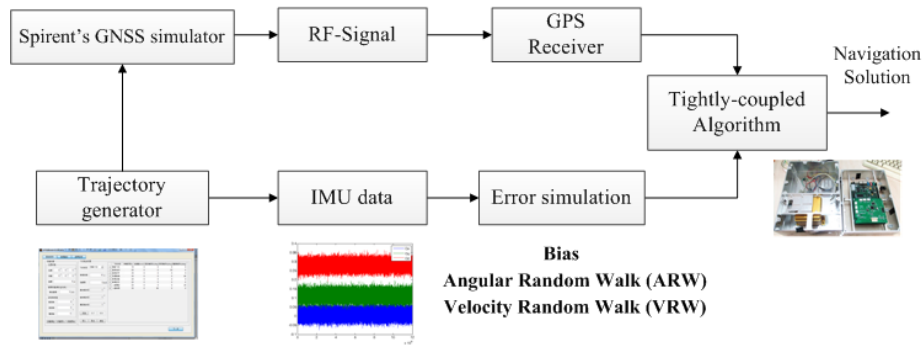 Spirent's GNSS simulator
RF-Signal
GPS
Receiver
Navigation
Solution
Tightly-coupled
Algorithm
Trajectory
generator
IMU data
Error simulation
Bias
Angular Random Walk (ARW)
Velocity Random Walk (VRW)